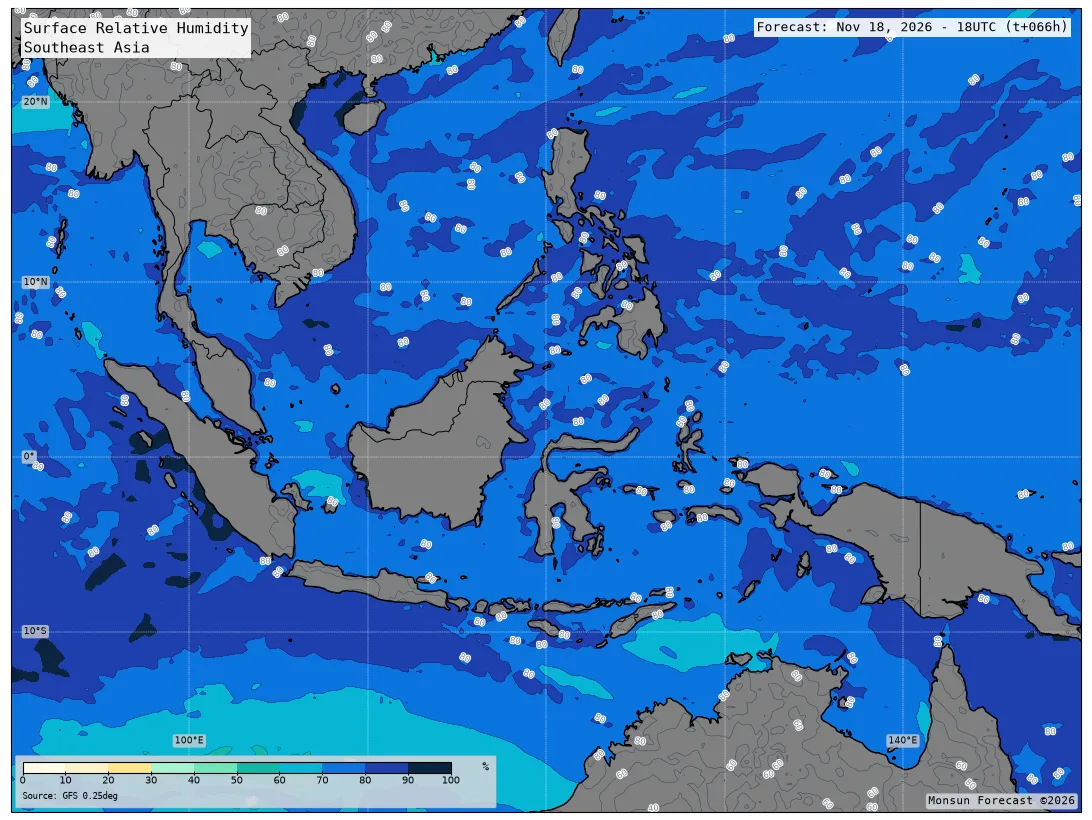 Surface Relative Humidity
Southeast Asia
Forecast: Nov 18, 2026 - 18UTC (t+066h)
20°N
10°N
0°
10°S
100°E
140°E
0 10 20 30 40 50 60 70 80 90 100 %
Source: GFS 0.25deg
Monsun Forecast ©2026